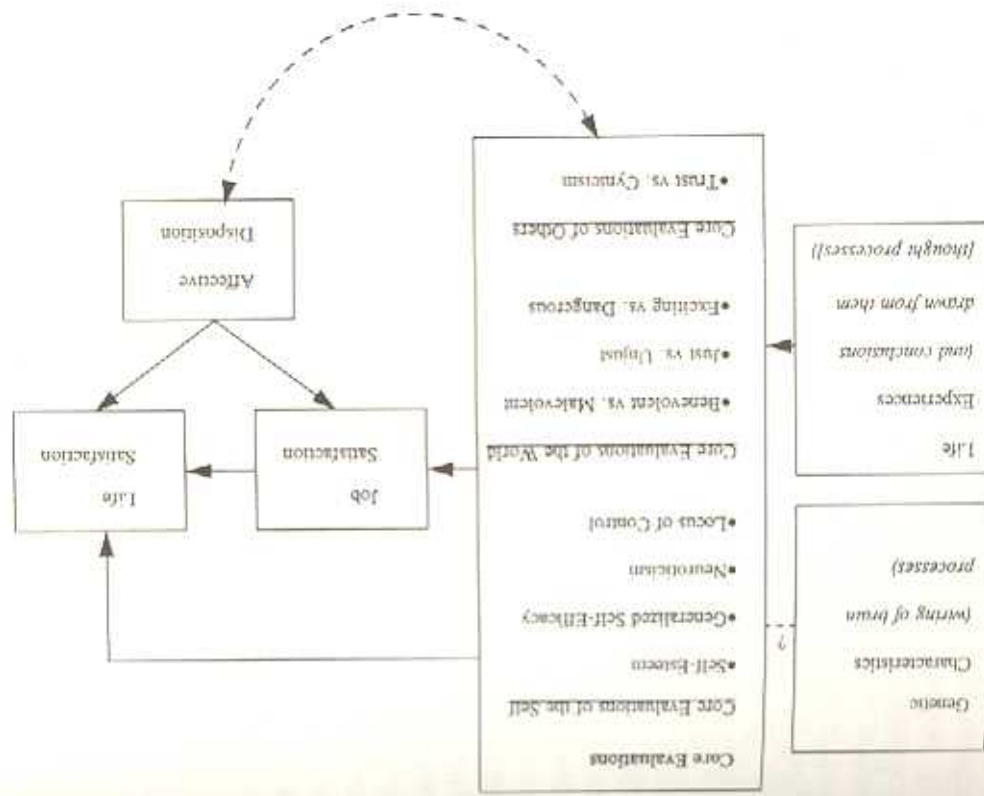 Genetic
Characteristics
(wiring of brain
processes)
?
Life
Experiences
(and conclusions
drawn from them
[thought processes])
Core Evaluations
Core Evaluations of the Self
•Self-Esteem
•Generalized Self-Efficacy
•Neuroticism
•Locus of Control
Core Evaluations of the World
•Benevolent vs. Malevolent
•Just vs. Unjust
•Exciting vs. Dangerous
Core Evaluations of Others
•Trust vs. Cynicism
Job
Satisfaction
Life
Satisfaction
Affective
Disposition